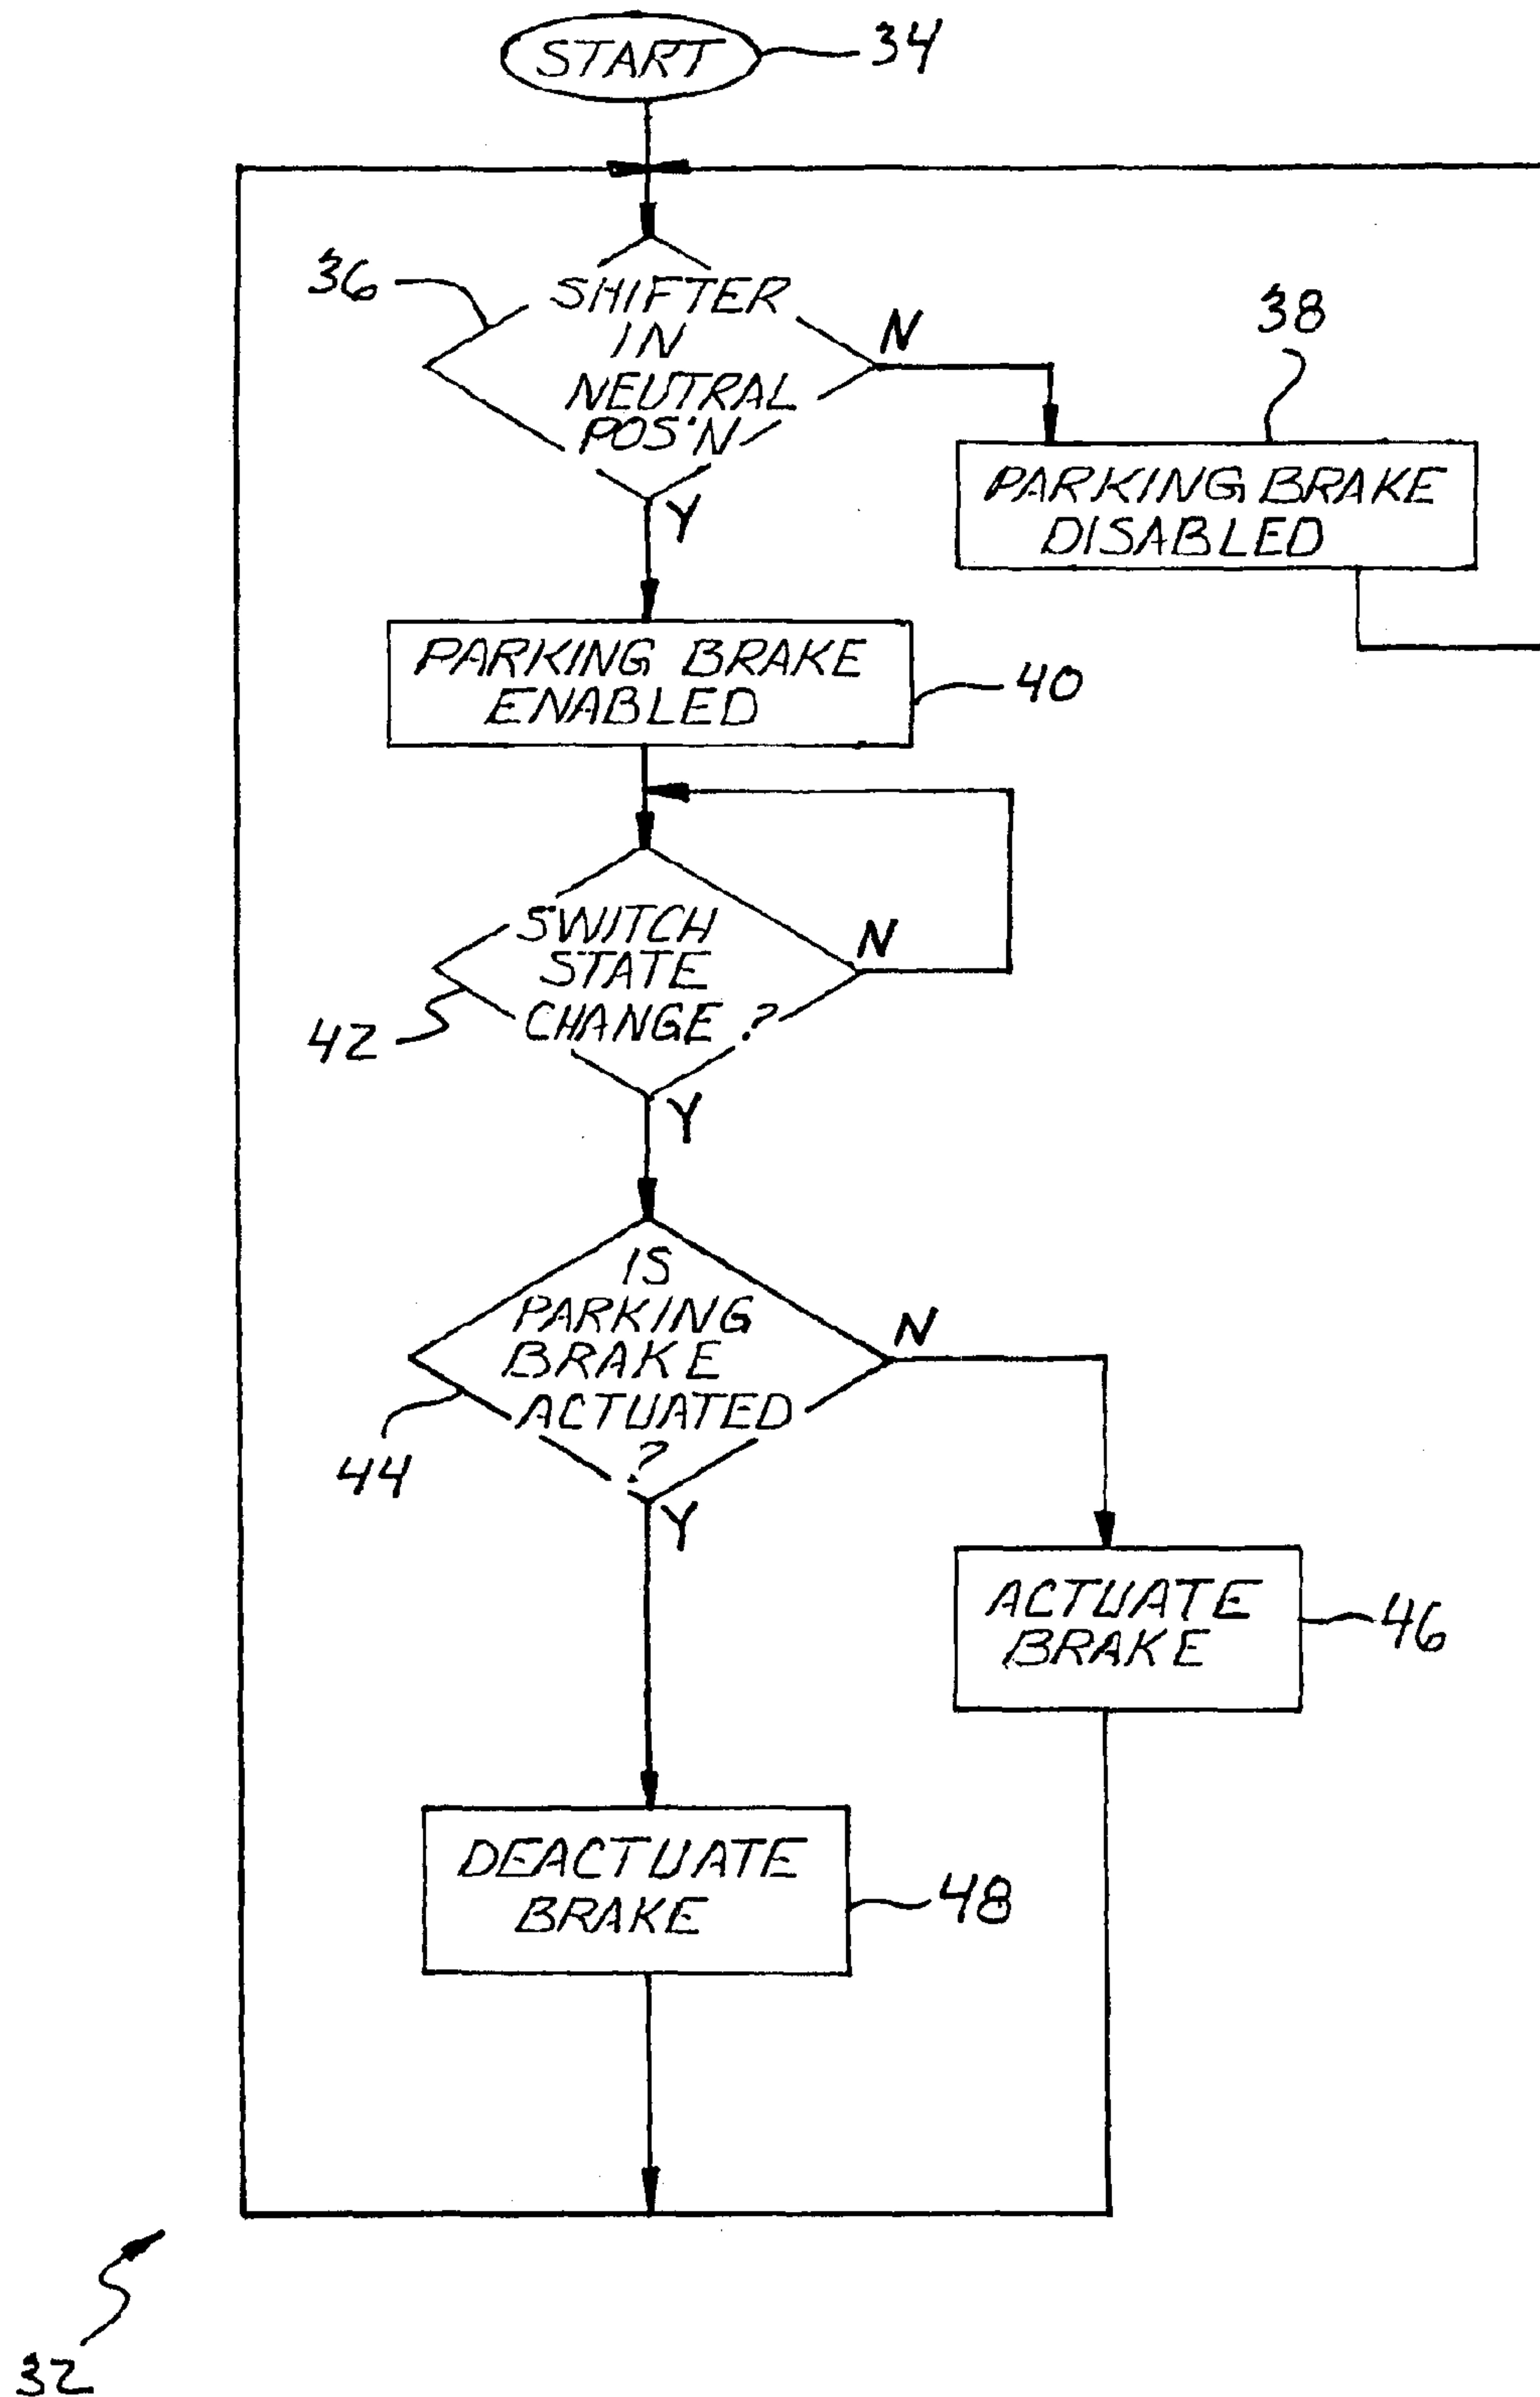 START
34
36
SHIFTER
IN
NEUTRAL
POS'N
N
38
Y
PARKING BRAKE
DISABLED
PARKING BRAKE
ENABLED
40
SWITCH
STATE
CHANGE ?
N
42
Y
IS
PARKING
BRAKE
ACTUATED
?
N
44
Y
ACTUATE
BRAKE
46
DEACTUATE
BRAKE
48
32